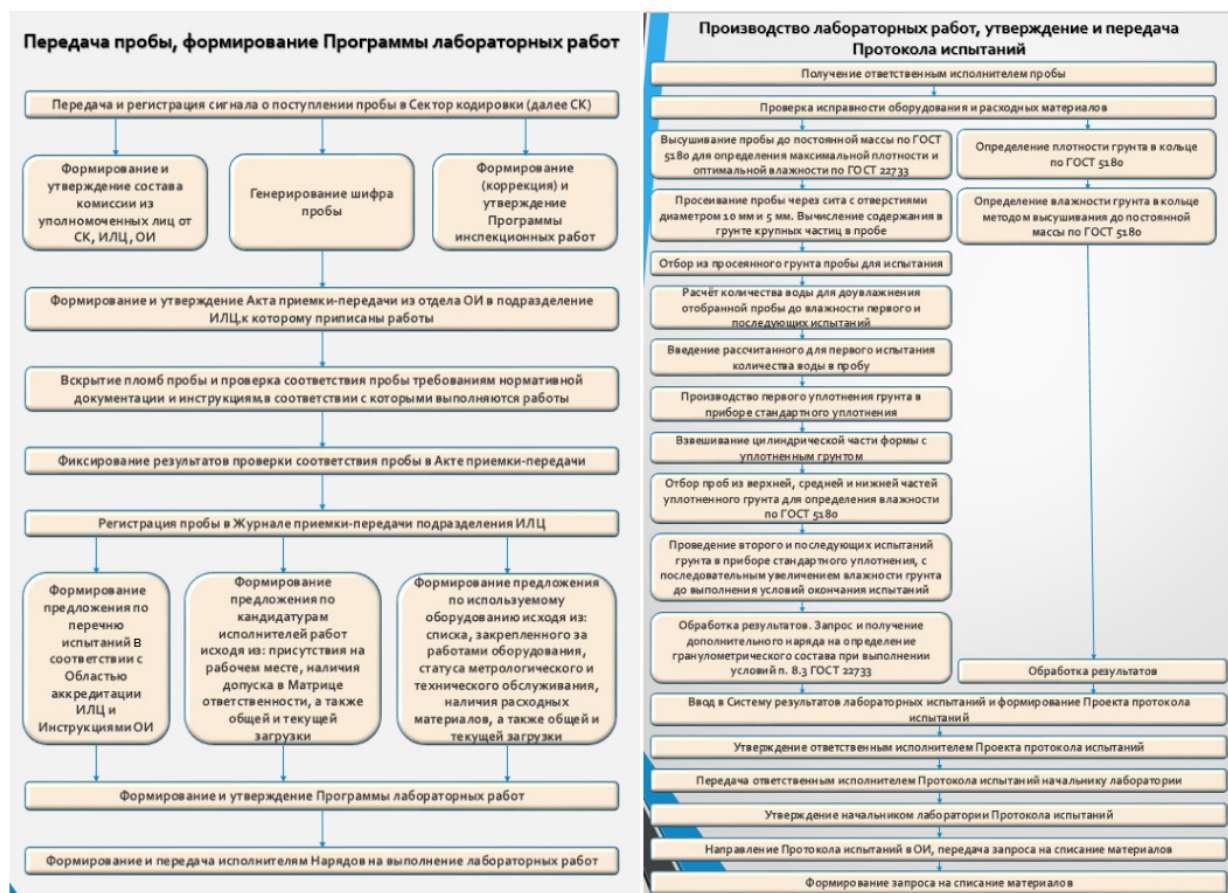 Передача пробы, формирование Программы лабораторных работ
Передача и регистрация сигнала о поступлении пробы в Сектор кодировки (далее СК)
Формирование и
утверждение состава
комиссии из
уполномоченных лиц от
СК, ИЛЦ, ОИ
Генерирование шифра
пробы
Формирование
(коррекция) и
утверждение
Программы
инспекционных работ
Формирование и утверждение Акта приемки-передачи из отдела ОИ в подразделение
ИЛЦ,к которому приписаны работы
Вскрытие пломб пробы и проверка соответствия пробы требованиям нормативной
документации и инструкциям,в соответствии с которыми выполняются работы
Фиксирование результатов проверки соответствия пробы в Акте приемки-передачи
Регистрация пробы в Журнале приемки-передачи подразделения ИЛЦ
Формирование
предложения по
перечню
испытаний В
соответствии с
Областью
аккредитации
ИЛЦ и
Инструкциями ОИ
Формирование
предложения по
кандидатурам
исполнителей работ
исходя из: присутствия на
рабочем месте, наличия
допуска в Матрице
ответственности, а также
общей и текущей
загрузки
Формирование предложения
по используемому
оборудованию исходя из:
списка, закрепленного за
работами оборудования,
статуса метрологического и
технического обслуживания,
наличия расходных
материалов, а также общей и
текущей загрузки
Формирование и утверждение Программы лабораторных работ
Формирование и передача исполнителям Нарядов на выполнение лабораторных работ
Производство лабораторных работ, утверждение и передача
Протокола испытаний
Получение ответственным исполнителем пробы
Проверка исправности оборудования и расходных материалов
Высушивание пробы до постоянной массы по ГОСТ
5180 для определения максимальной плотности и
оптимальной влажности по ГОСТ 22733
Определение плотности грунта в кольце
по ГОСТ 5180
Просеивание пробы через сита с отверстиями
диаметром 10 мм и 5 мм. Вычисление содержания в
грунте крупных частиц в пробе
Определение влажности грунта в кольце
методом высушивания до постоянной
массы по ГОСТ 5180
Отбор из просеянного грунта пробы для испытания
Расчёт количества воды для доувлажнения
отобранной пробы до влажности первого и
последующих испытаний
Введение рассчитанного для первого испытания
количества воды в пробу
Производство первого уплотнения грунта в
приборе стандартного уплотнения
Взвешивание цилиндрической части формы с
уплотненным грунтом
Отбор проб из верхней, средней и нижней частей
уплотненного грунта для определения влажности
по ГОСТ 5180
Проведение второго и последующих испытаний
грунта в приборе стандартного уплотнения, с
последовательным увеличением влажности грунта
до выполнения условий окончания испытаний
Обработка результатов. Запрос и получение
дополнительного наряда на определение
гранулометрического состава при выполнении
условий п. 8.3 ГОСТ 22733
Обработка результатов
Ввод в Систему результатов лабораторных испытаний и формирование Проекта протокола
испытаний
Утверждение ответственным исполнителем Проекта протокола испытаний
Передача ответственным исполнителем Протокола испытаний начальнику лаборатории
Утверждение начальником лаборатории Протокола испытаний
Направление Протокола испытаний в ОИ, передача запроса на списание материалов
Формирование запроса на списание материалов